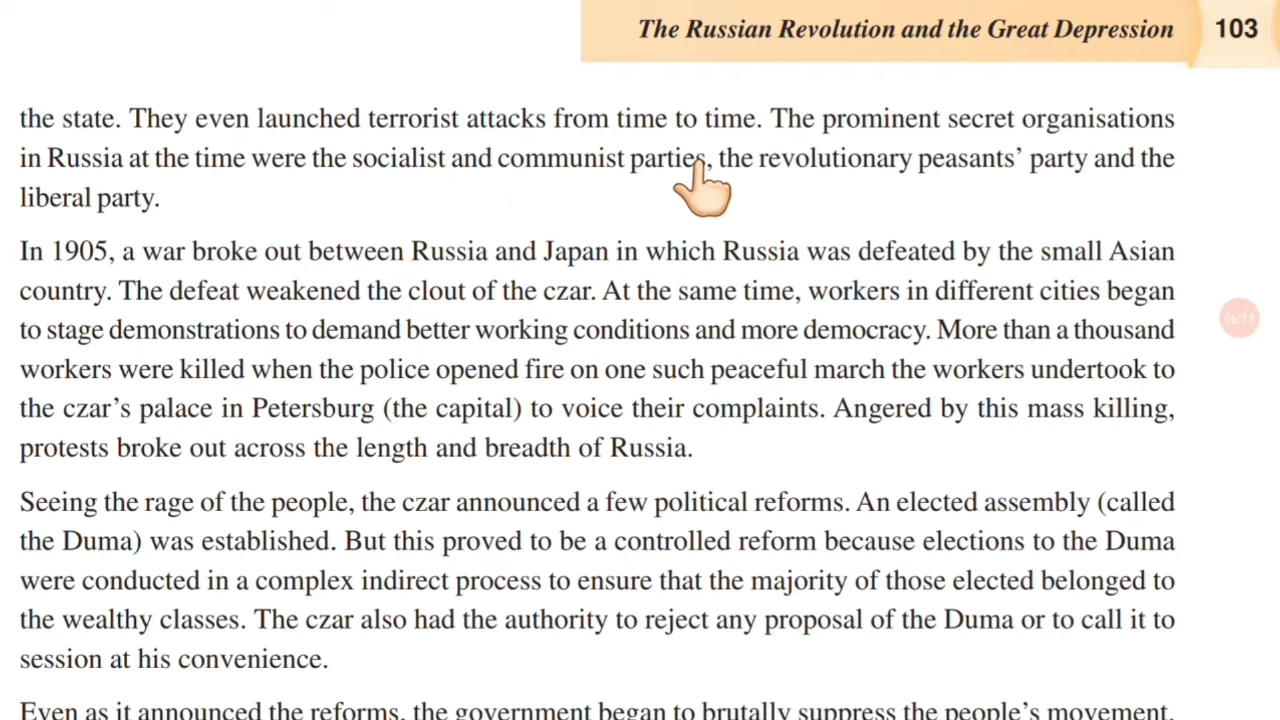 The Russian Revolution and the Great Depression 103
the state. They even launched terrorist attacks from time to time. The prominent secret organisations
in Russia at the time were the socialist and communist parties, the revolutionary peasants’ party and the
liberal party.
In 1905, a war broke out between Russia and Japan in which Russia was defeated by the small Asian
country. The defeat weakened the clout of the czar. At the same time, workers in different cities began
to stage demonstrations to demand better working conditions and more democracy. More than a thousand
workers were killed when the police opened fire on one such peaceful march the workers undertook to
the czar’s palace in Petersburg (the capital) to voice their complaints. Angered by this mass killing,
protests broke out across the length and breadth of Russia.
Seeing the rage of the people, the czar announced a few political reforms. An elected assembly (called
the Duma) was established. But this proved to be a controlled reform because elections to the Duma
were conducted in a complex indirect process to ensure that the majority of those elected belonged to
the wealthy classes. The czar also had the authority to reject any proposal of the Duma or to call it to
session at his convenience.
Even as it announced the reforms, the government began to brutally suppress the people’s movement.
06:13